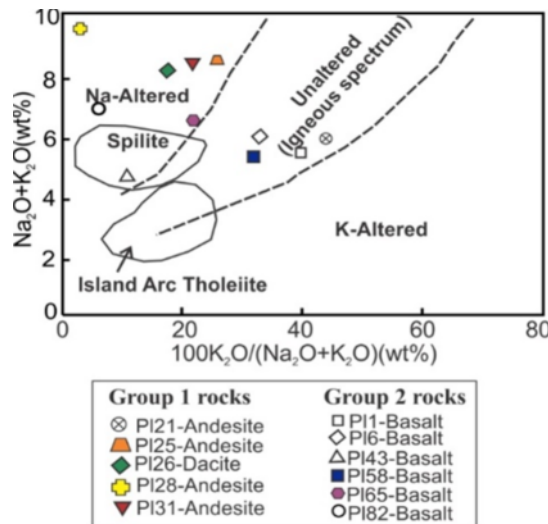 10
8
6
4
2
0
Na₂O+K₂O(wt%)
Na-Altered
Spilite
Unaltered
(Igneous spectrum)
K-Altered
Island Arc Tholeiite
0 20 40 60 80
100K₂O/(Na₂O+K₂O)(wt%)
Group 1 rocks
PI21-Andesite
PI25-Andesite
PI26-Dacite
PI28-Andesite
PI31-Andesite
Group 2 rocks
PI1-Basalt
PI6-Basalt
PI43-Basalt
PI58-Basalt
PI65-Basalt
PI82-Basalt